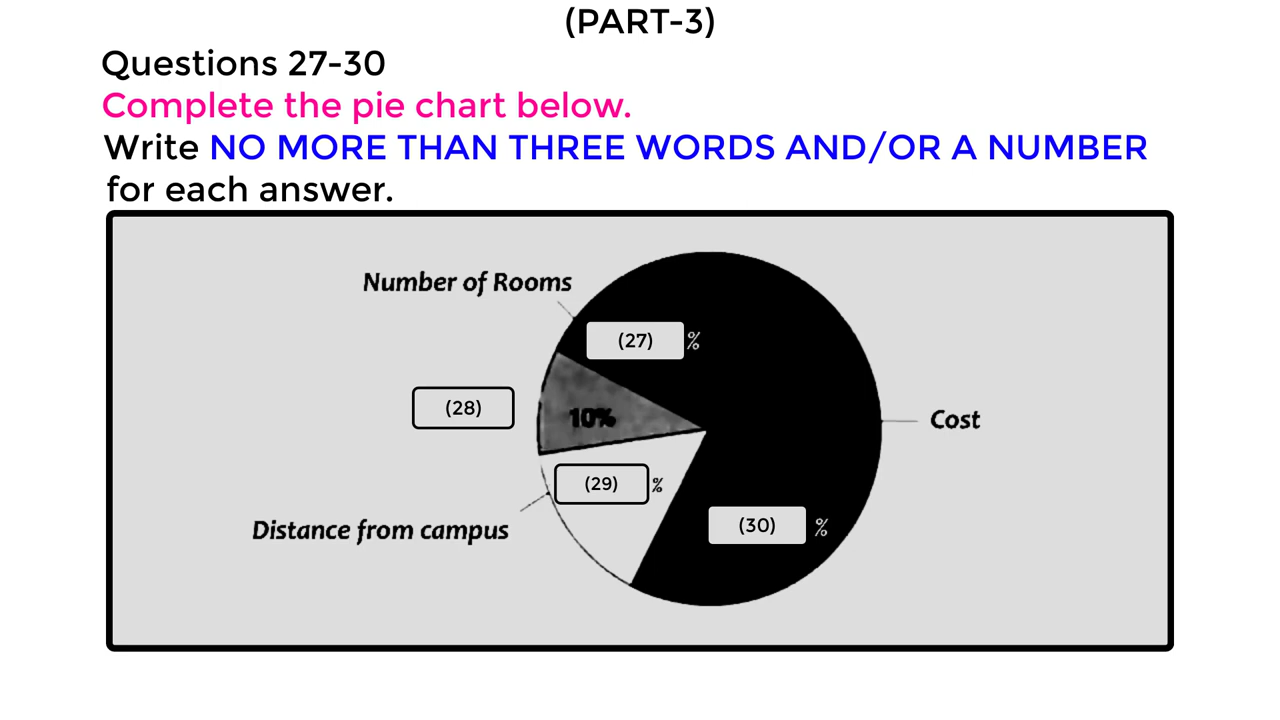 (PART-3)
Questions 27-30
Complete the pie chart below.
Write NO MORE THAN THREE WORDS AND/OR A NUMBER
for each answer.
Number of Rooms
(27) %
(28)
10%
Cost
(29) %
Distance from campus
(30) %